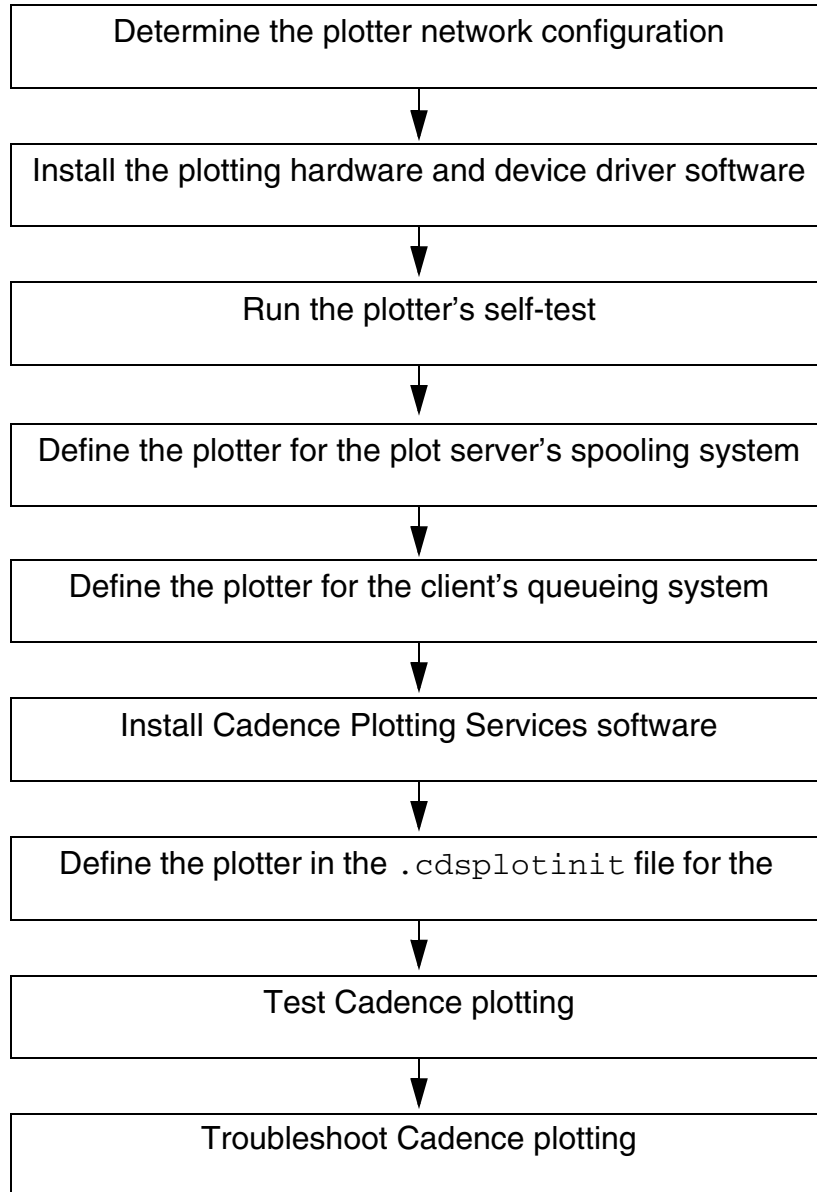 Determine the plotter network configuration
Install the plotting hardware and device driver software
Run the plotter’s self-test
Define the plotter for the plot server’s spooling system
Define the plotter for the client’s queueing system
Install Cadence Plotting Services software
Define the plotter in the .cdsplotinit file for the
Test Cadence plotting
Troubleshoot Cadence plotting